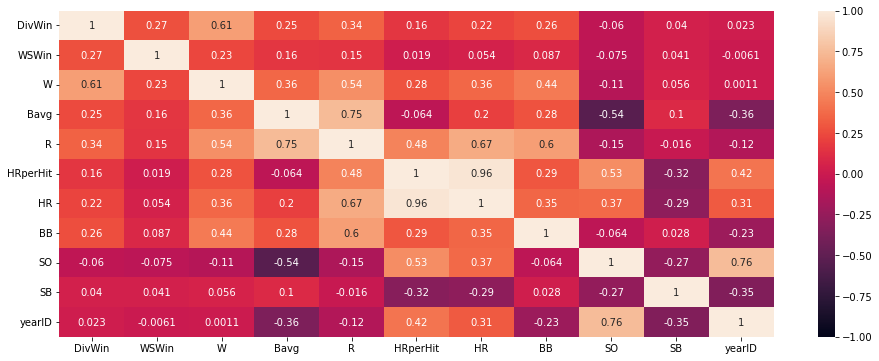 DivWin 1 0.27 0.61 0.25 0.34 0.16 0.22 0.26 -0.06 0.04 0.023
WSWin 0.27 1 0.23 0.16 0.15 0.019 0.054 0.087 -0.075 0.041 -0.0061
W 0.61 0.23 1 0.36 0.54 0.28 0.36 0.44 -0.11 0.056 0.0011
Bavg 0.25 0.16 0.36 1 0.75 -0.064 0.2 0.28 -0.54 0.1 -0.36
R 0.34 0.15 0.54 0.75 1 0.48 0.67 0.6 -0.15 -0.016 -0.12
HRperHit 0.16 0.019 0.28 -0.064 0.48 1 0.96 0.29 0.53 -0.32 0.42
HR 0.22 0.054 0.36 0.2 0.67 0.96 1 0.35 0.37 -0.29 0.31
BB 0.26 0.087 0.44 0.28 0.6 0.29 0.35 1 -0.064 0.028 -0.23
SO -0.06 -0.075 -0.11 -0.54 -0.15 0.53 0.37 -0.064 1 -0.27 0.76
SB 0.04 0.041 0.056 0.1 -0.016 -0.32 -0.29 0.028 -0.27 1 -0.35
yearID 0.023 -0.0061 0.0011 -0.36 -0.12 0.42 0.31 -0.23 0.76 -0.35 1
DivWin WSWin W Bavg R HRperHit HR BB SO SB yearID
1.00
0.75
0.50
0.25
0.00
-0.25
-0.50
-0.75
-1.00